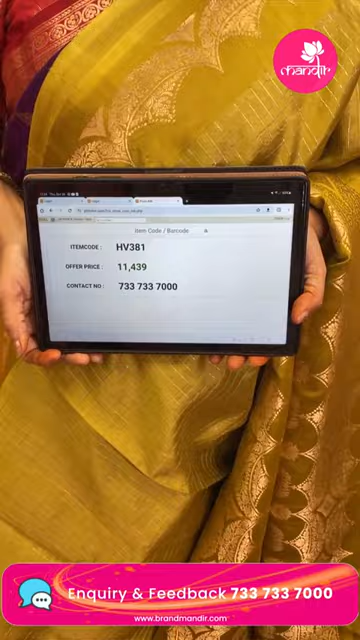 mandir
Item Code / Barcode
ITEMCODE : HV381
OFFER PRICE : 11,439
CONTACT NO : 733 733 7000
Enquiry & Feedback 733 733 7000
www.brandmandir.com